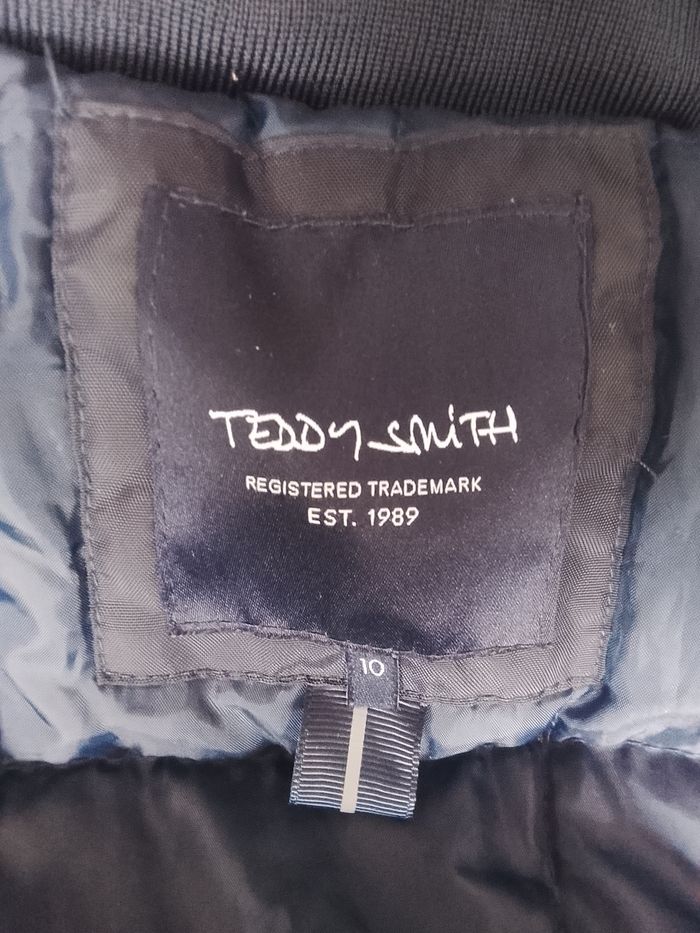 TEDDY SMiTH
REGISTERED TRADEMARK
EST. 1989
10